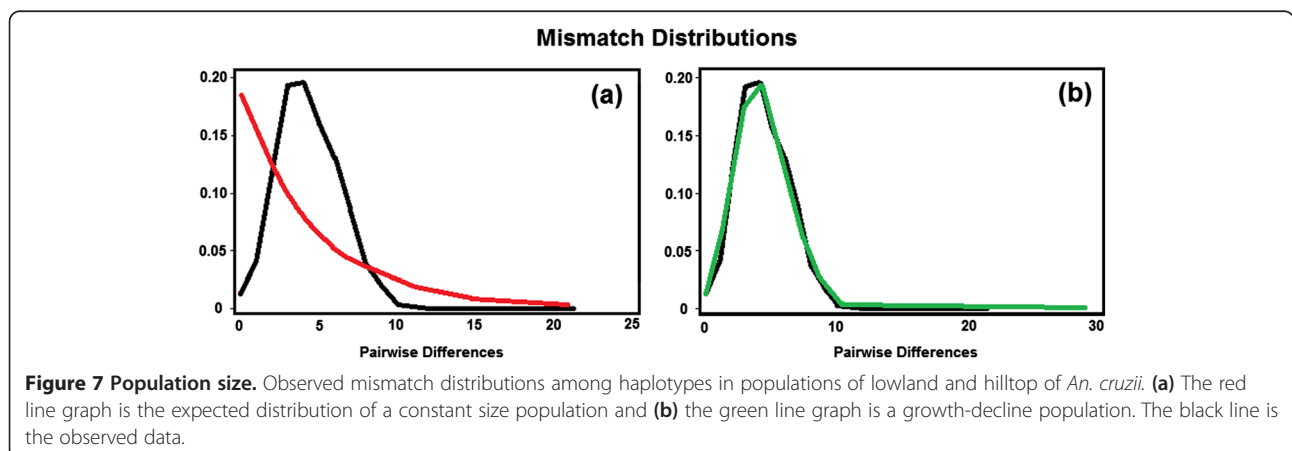 Mismatch Distributions
(a)
0.20
0.15
0.10
0.05
0
0 5 10 15 20 25
Pairwise Differences
(b)
0.20
0.15
0.10
0.05
0
0 10 20 30
Pairwise Differences
Figure 7 Population size. Observed mismatch distributions among haplotypes in populations of lowland and hilltop of An. cruzii. (a) The red
line graph is the expected distribution of a constant size population and (b) the green line graph is a growth-decline population. The black line is
the observed data.